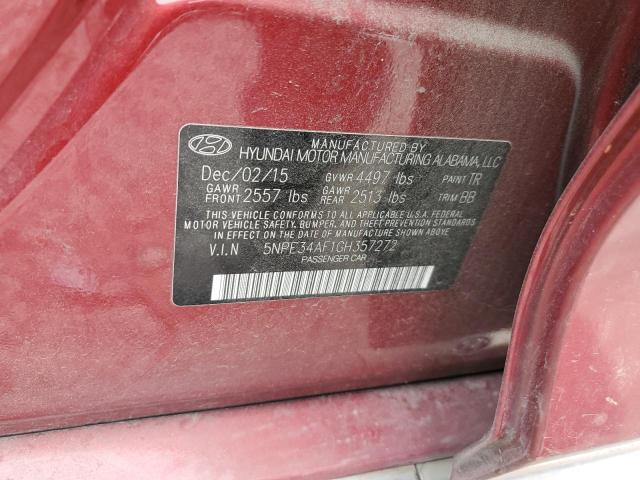 MANUFACTURED BY
HYUNDAI MOTOR MANUFACTURING ALABAMA, LLC
Dec/02/15 GVWR 4497 lbs PAINT TR
GAWR FRONT 2557 lbs GAWR REAR 2513 lbs TRIM BB
THIS VEHICLE CONFORMS TO ALL APPLICABLE U.S.A. FEDERAL
MOTOR VEHICLE SAFETY, BUMPER, AND THEFT PREVENTION
STANDARDS IN EFFECT ON THE DATE OF MANUFACTURE SHOWN ABOVE.
V.I.N 5NPE34AF1GH357272
PASSENGER CAR